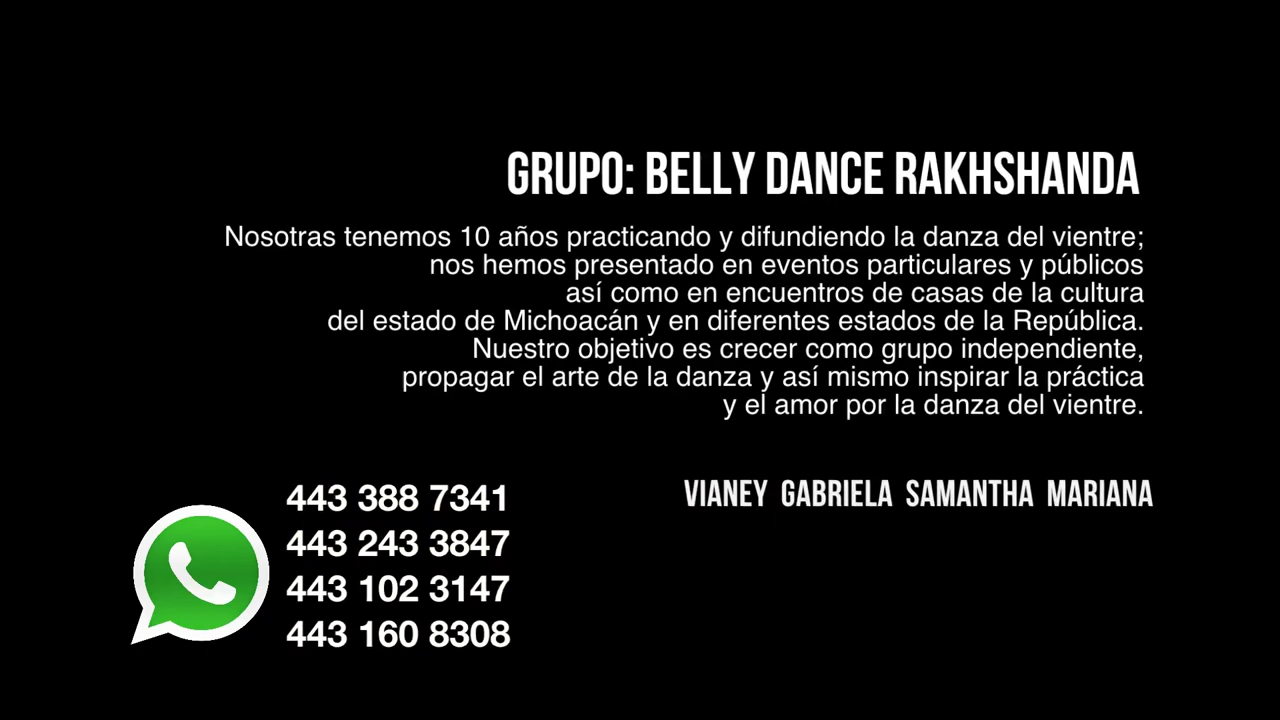 GRUPO: BELLY DANCE RAKHSHANDA
Nosotras tenemos 10 años practicando y difundiendo la danza del vientre;
nos hemos presentado en eventos particulares y públicos
así como en encuentros de casas de la cultura
del estado de Michoacán y en diferentes estados de la República.
Nuestro objetivo es crecer como grupo independiente,
propagar el arte de la danza y así mismo inspirar la práctica
y el amor por la danza del vientre.
VIANEY GABRIELA SAMANTHA MARIANA
443 388 7341
443 243 3847
443 102 3147
443 160 8308